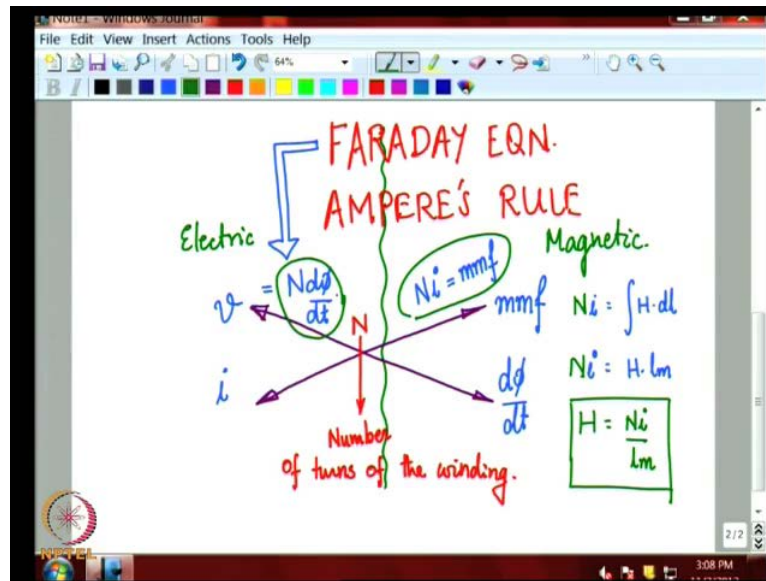 Note1 - Windows Journal
File Edit View Insert Actions Tools Help
64%
B I
FARADAY EQN.
AMPERE'S RULE
Electric
Magnetic.
v = N dφ/dt
Ni = mmf
mmf
Ni = ∫H·dl
N
i
dφ/dt
Ni = H·lm
Number
of turns of the winding.
H = Ni/lm
NPTEL
2/2
3:08 PM